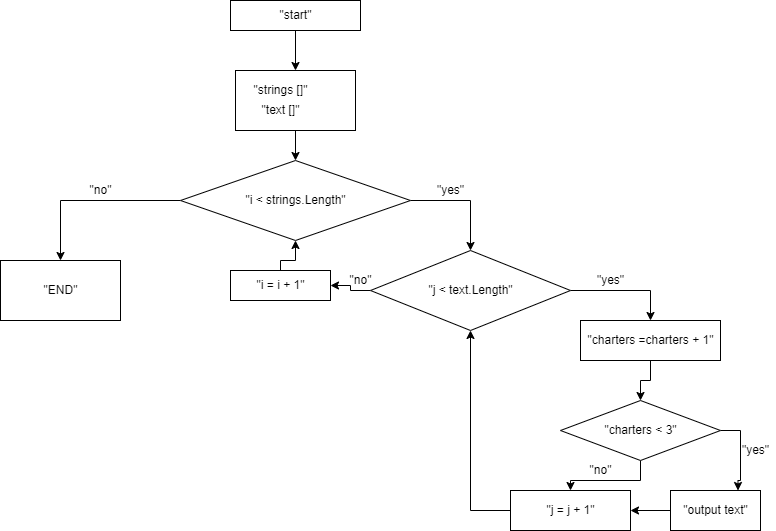 "start"
"strings []"
"text []"
"no"
"i < strings.Length"
"yes"
"i = i + 1"
"no"
"j < text.Length"
"yes"
"END"
"charters =charters + 1"
"charters < 3"
"yes"
"no"
"j = j + 1"
"output text"